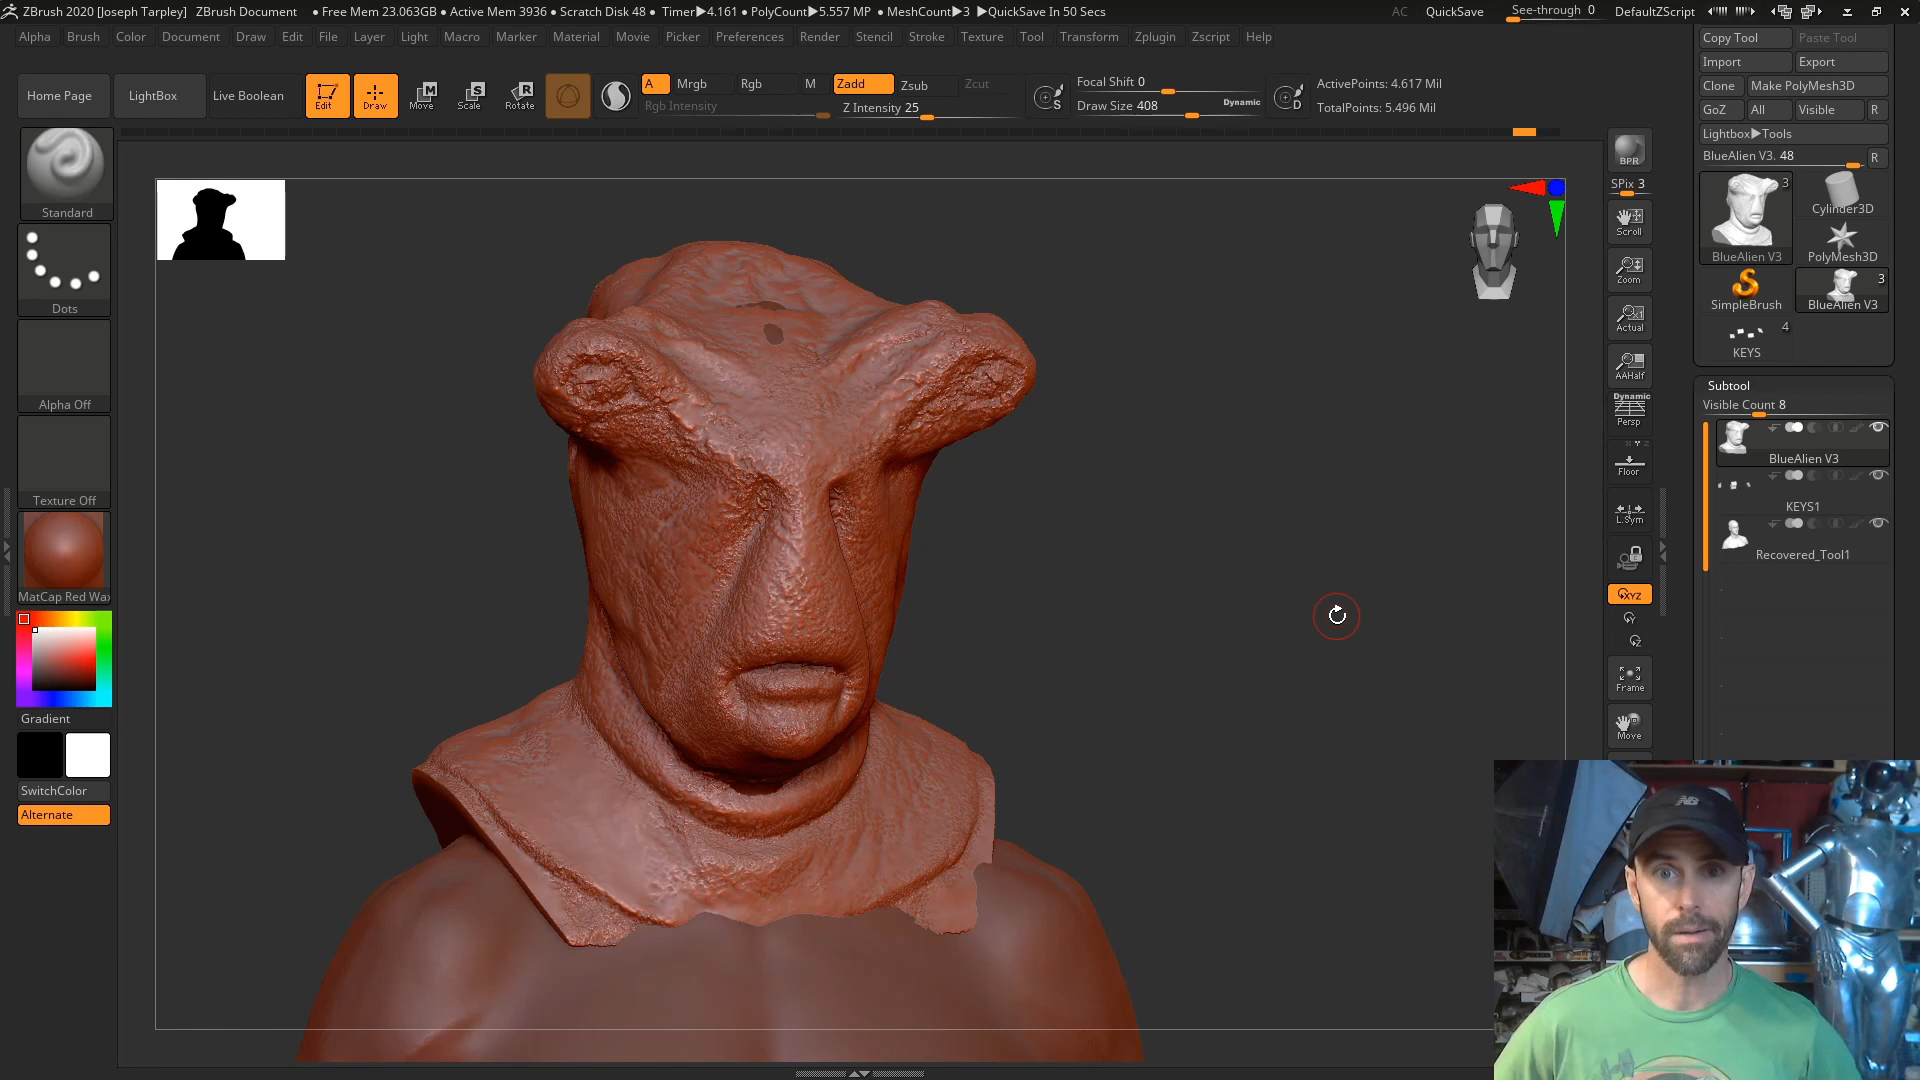 ZBrush 2020 [Joseph Tarpley] ZBrush Document • Free Mem 23.063GB • Active Mem 3936 • Scratch Disk 48 • Timer▶4.161 • PolyCount▶5.557 MP • MeshCount▶3 ▶QuickSave In 50 Secs AC QuickSave See-through 0 DefaultZScript
Alpha Brush Color Document Draw Edit File Layer Light Macro Marker Material Movie Picker Preferences Render Stencil Stroke Texture Tool Transform Zplugin Zscript Help
Home Page LightBox Live Boolean Edit Draw Move Scale Rotate
M
S
R
A Mrgb Rgb M Zadd Zsub Zcut
Rgb Intensity Z Intensity 25
S
Focal Shift 0
Draw Size 408 Dynamic
D
ActivePoints: 4.617 Mil
TotalPoints: 5.496 Mil
Standard
Dots
Alpha Off
Texture Off
MatCap Red Wax
Gradient
SwitchColor
Alternate
BPR
SPix 3
Scroll
Zoom
Actual
AAHalf
Dynamic
Persp
Floor
L.Sym
XYZ
Y
Z
Frame
Move
Copy Tool Paste Tool
Import Export
Clone Make PolyMesh3D
GoZ All Visible R
Lightbox▶Tools
BlueAlien V3. 48 R
3
BlueAlien V3
Cylinder3D
PolyMesh3D
SimpleBrush
3
BlueAlien V3
4
KEYS
Subtool
Visible Count 8
BlueAlien V3
KEYS1
Recovered_Tool1
NB